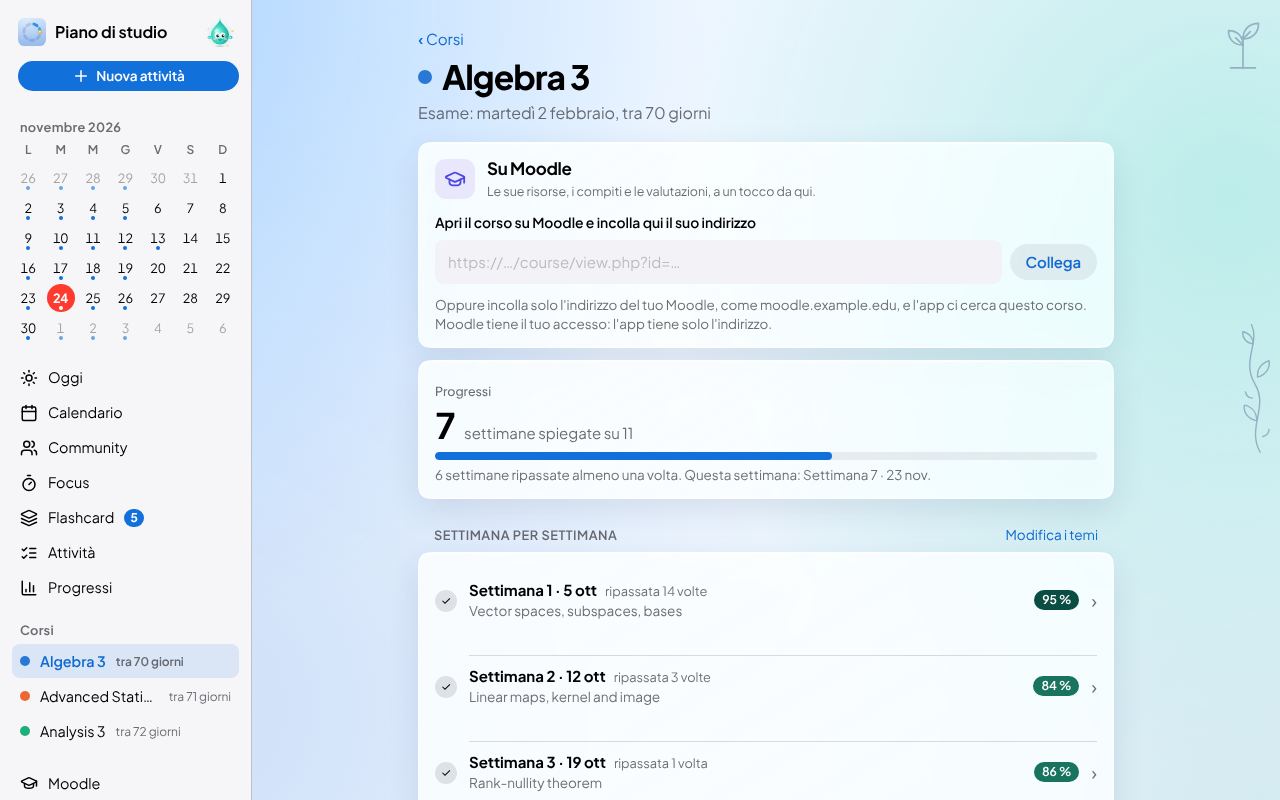 Piano di studio
Nuova attività
novembre 2026
L M M G V S D
26 27 28 29 30 31 1
2 3 4 5 6 7 8
9 10 11 12 13 14 15
16 17 18 19 20 21 22
23 24 25 26 27 28 29
30 1 2 3 4 5 6
Oggi
Calendario
Community
Focus
Flashcard 5
Attività
Progressi
Corsi
Algebra 3 tra 70 giorni
Advanced Stati… tra 71 giorni
Analysis 3 tra 72 giorni
Moodle
‹ Corsi
Algebra 3
Esame: martedì 2 febbraio, tra 70 giorni
Su Moodle
Le sue risorse, i compiti e le valutazioni, a un tocco da qui.
Apri il corso su Moodle e incolla qui il suo indirizzo
https://…/course/view.php?id=…
Collega
Oppure incolla solo l'indirizzo del tuo Moodle, come moodle.example.edu, e l'app ci cerca questo corso.
Moodle tiene il tuo accesso: l'app tiene solo l'indirizzo.
Progressi
7 settimane spiegate su 11
6 settimane ripassate almeno una volta. Questa settimana: Settimana 7 · 23 nov.
SETTIMANA PER SETTIMANA
Modifica i temi
Settimana 1 · 5 ott ripassata 14 volte
Vector spaces, subspaces, bases
95 % ›
Settimana 2 · 12 ott ripassata 3 volte
Linear maps, kernel and image
84 % ›
Settimana 3 · 19 ott ripassata 1 volta
Rank-nullity theorem
86 % ›